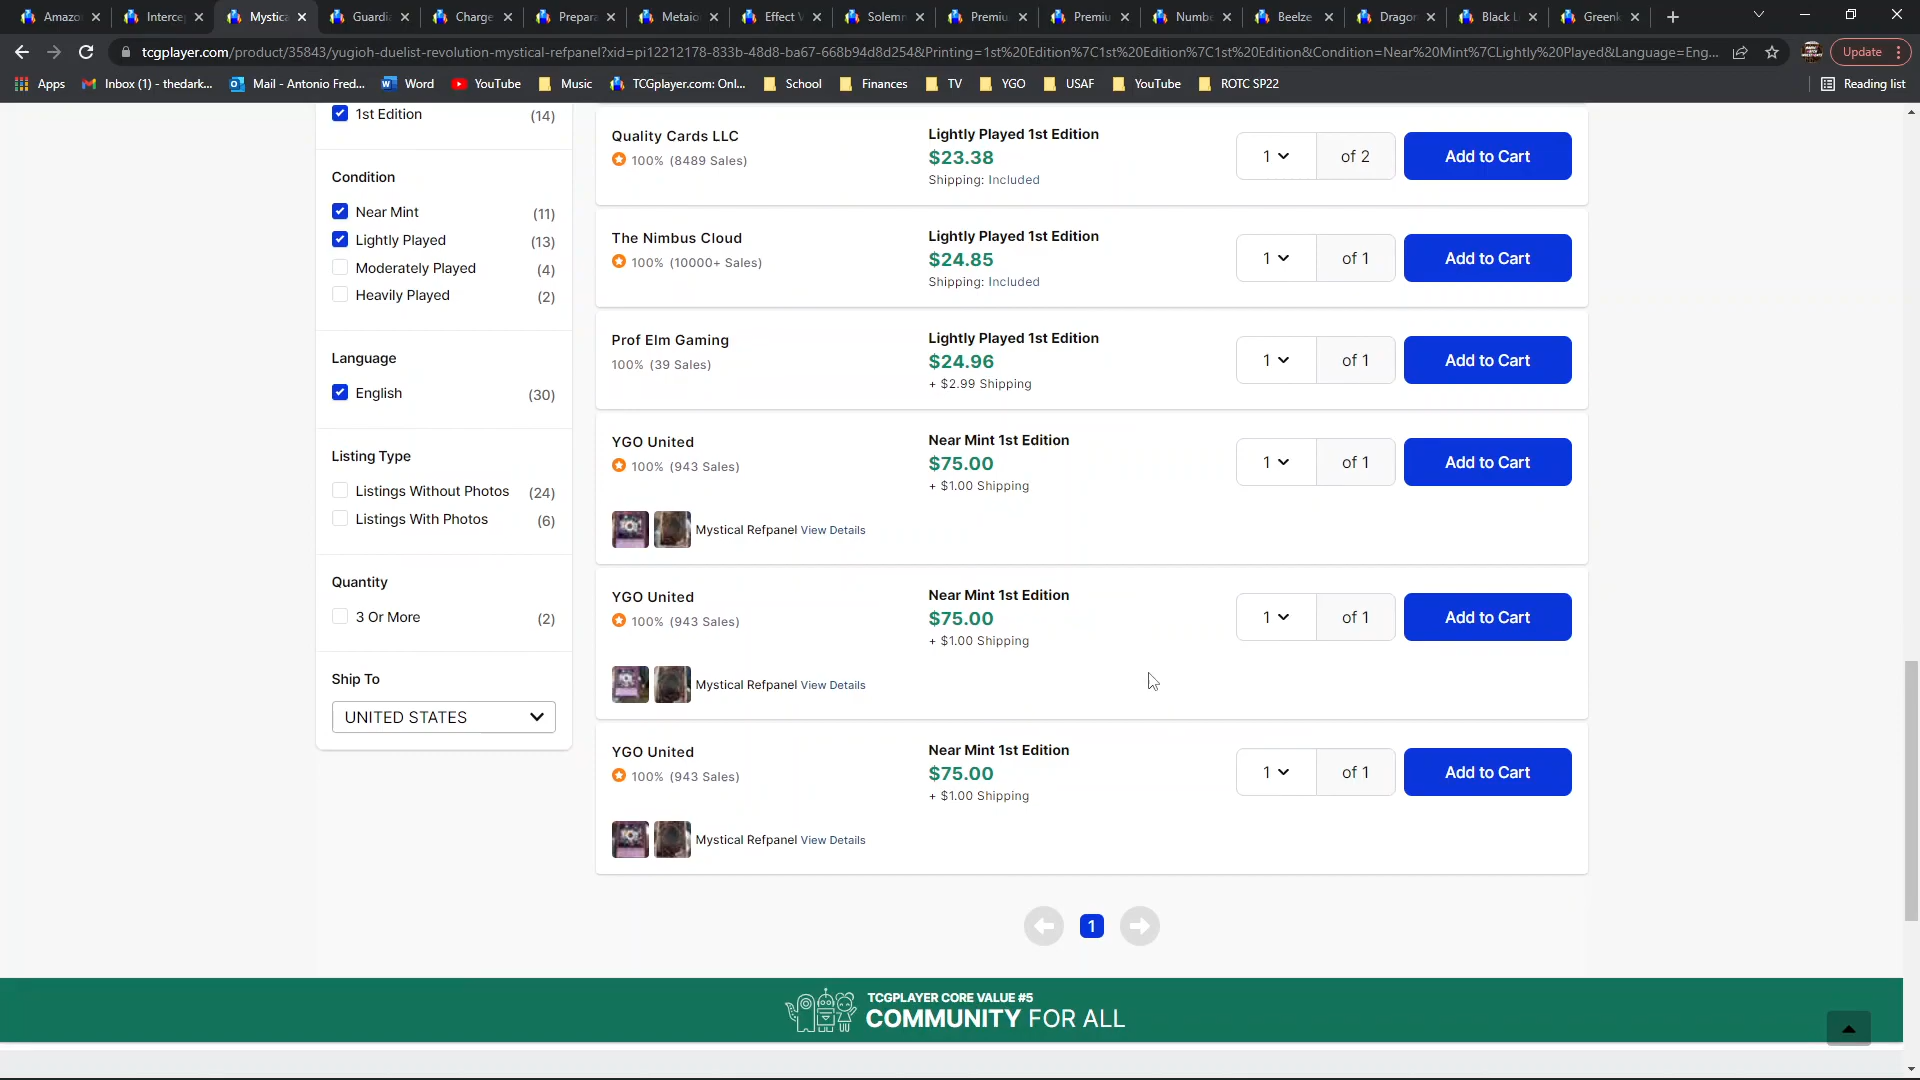 Amazo
Interce
Mystica
Guardia
Charge
Prepara
Metaio
Effect V
Solemn
Premiu
Premiu
Numbe
Beelze
Dragon
Black L
Greenk
tcgplayer.com/product/35843/yugioh-duelist-revolution-mystical-refpanel?xid=pi12212178-833b-48d8-ba67-668b94d8d254&Printing=1st%20Edition%7C1st%20Edition%7C1st%20Edition&Condition=Near%20Mint%7CLightly%20Played&Language=Eng...
Update
Apps
Inbox (1) - thedark...
Mail - Antonio Fred...
Word
YouTube
Music
TCGplayer.com: Onl...
School
Finances
TV
YGO
USAF
YouTube
ROTC SP22
Reading list
1st Edition (14)
Condition
Near Mint (11)
Lightly Played (13)
Moderately Played (4)
Heavily Played (2)
Language
English (30)
Listing Type
Listings Without Photos (24)
Listings With Photos (6)
Quantity
3 Or More (2)
Ship To
UNITED STATES
Quality Cards LLC
100% (8489 Sales)
Lightly Played 1st Edition
$23.38
Shipping: Included
1 of 2
Add to Cart
The Nimbus Cloud
100% (10000+ Sales)
Lightly Played 1st Edition
$24.85
Shipping: Included
1 of 1
Add to Cart
Prof Elm Gaming
100% (39 Sales)
Lightly Played 1st Edition
$24.96
+ $2.99 Shipping
1 of 1
Add to Cart
YGO United
100% (943 Sales)
Near Mint 1st Edition
$75.00
+ $1.00 Shipping
1 of 1
Add to Cart
Mystical Refpanel View Details
YGO United
100% (943 Sales)
Near Mint 1st Edition
$75.00
+ $1.00 Shipping
1 of 1
Add to Cart
Mystical Refpanel View Details
YGO United
100% (943 Sales)
Near Mint 1st Edition
$75.00
+ $1.00 Shipping
1 of 1
Add to Cart
Mystical Refpanel View Details
1
TCGPLAYER CORE VALUE #5
COMMUNITY FOR ALL